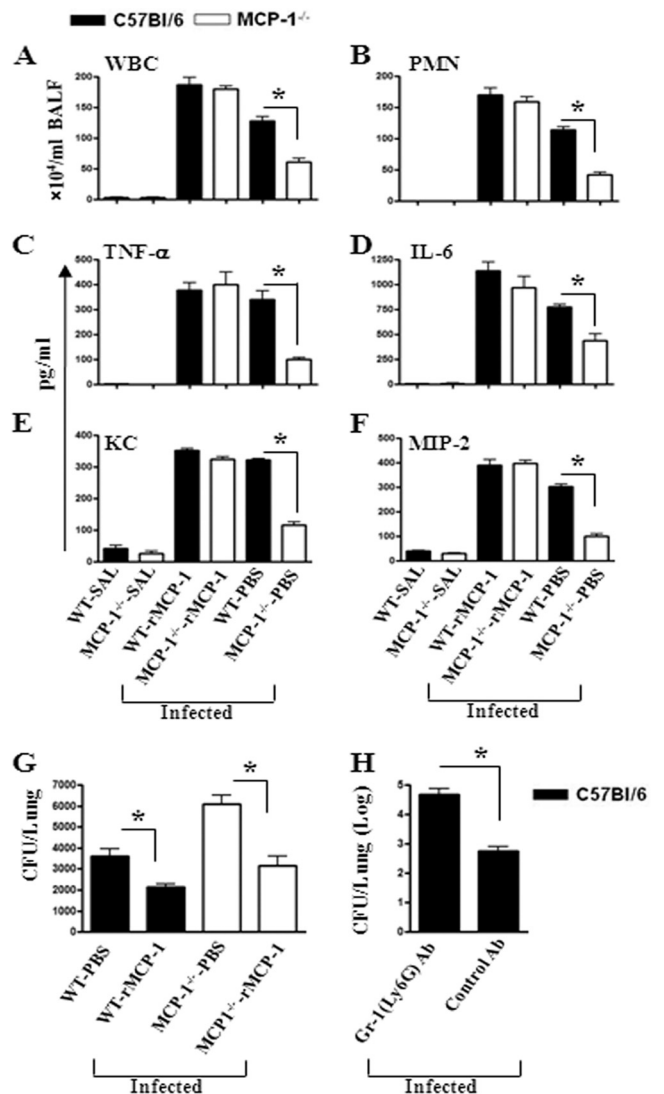 C57Bl/6 MCP-1-/-
A WBC
200
150
100
50
0
×10⁴/ml BALF
*
B PMN
200
150
100
50
0
*
C TNF-α
400
300
200
100
0
*
D IL-6
1250
1000
750
500
250
0
*
pg/ml
E KC
400
300
200
100
0
*
F MIP-2
500
400
300
200
100
0
*
WT-SAL
MCP-1-/--SAL
WT-rMCP-1
MCP-1-/--rMCP-1
WT-PBS
MCP-1-/--PBS
Infected
WT-SAL
MCP-1-/--SAL
WT-rMCP-1
MCP-1-/--rMCP-1
WT-PBS
MCP-1-/--PBS
Infected
G
CFU/Lung
7000
6000
5000
4000
3000
2000
1000
0
*
*
WT-PBS
WT-rMCP-1
MCP-1-/--PBS
MCP1-/--rMCP-1
Infected
H
CFU/Lung (Log)
5
4
3
2
1
0
*
C57Bl/6
Gr-1(Ly6G) Ab
Control Ab
Infected